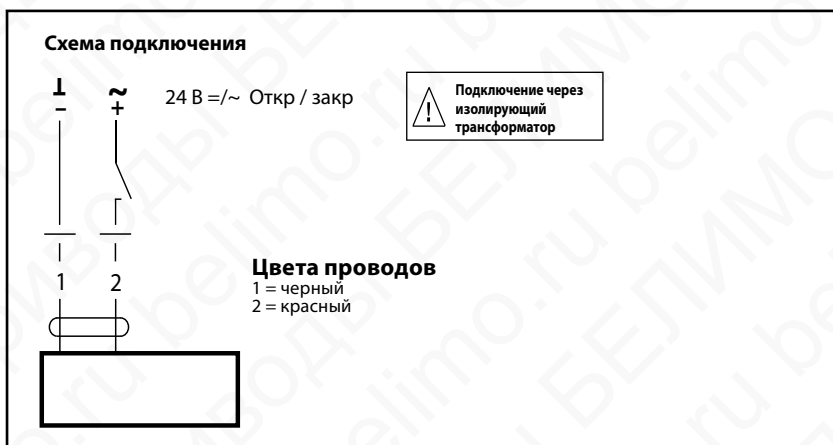 Схема подключения
⊥ ~
– +
24 В =/~ Откр / закр
Подключение через
изолирующий
трансформатор
1 2
Цвета проводов
1 = черный
2 = красный